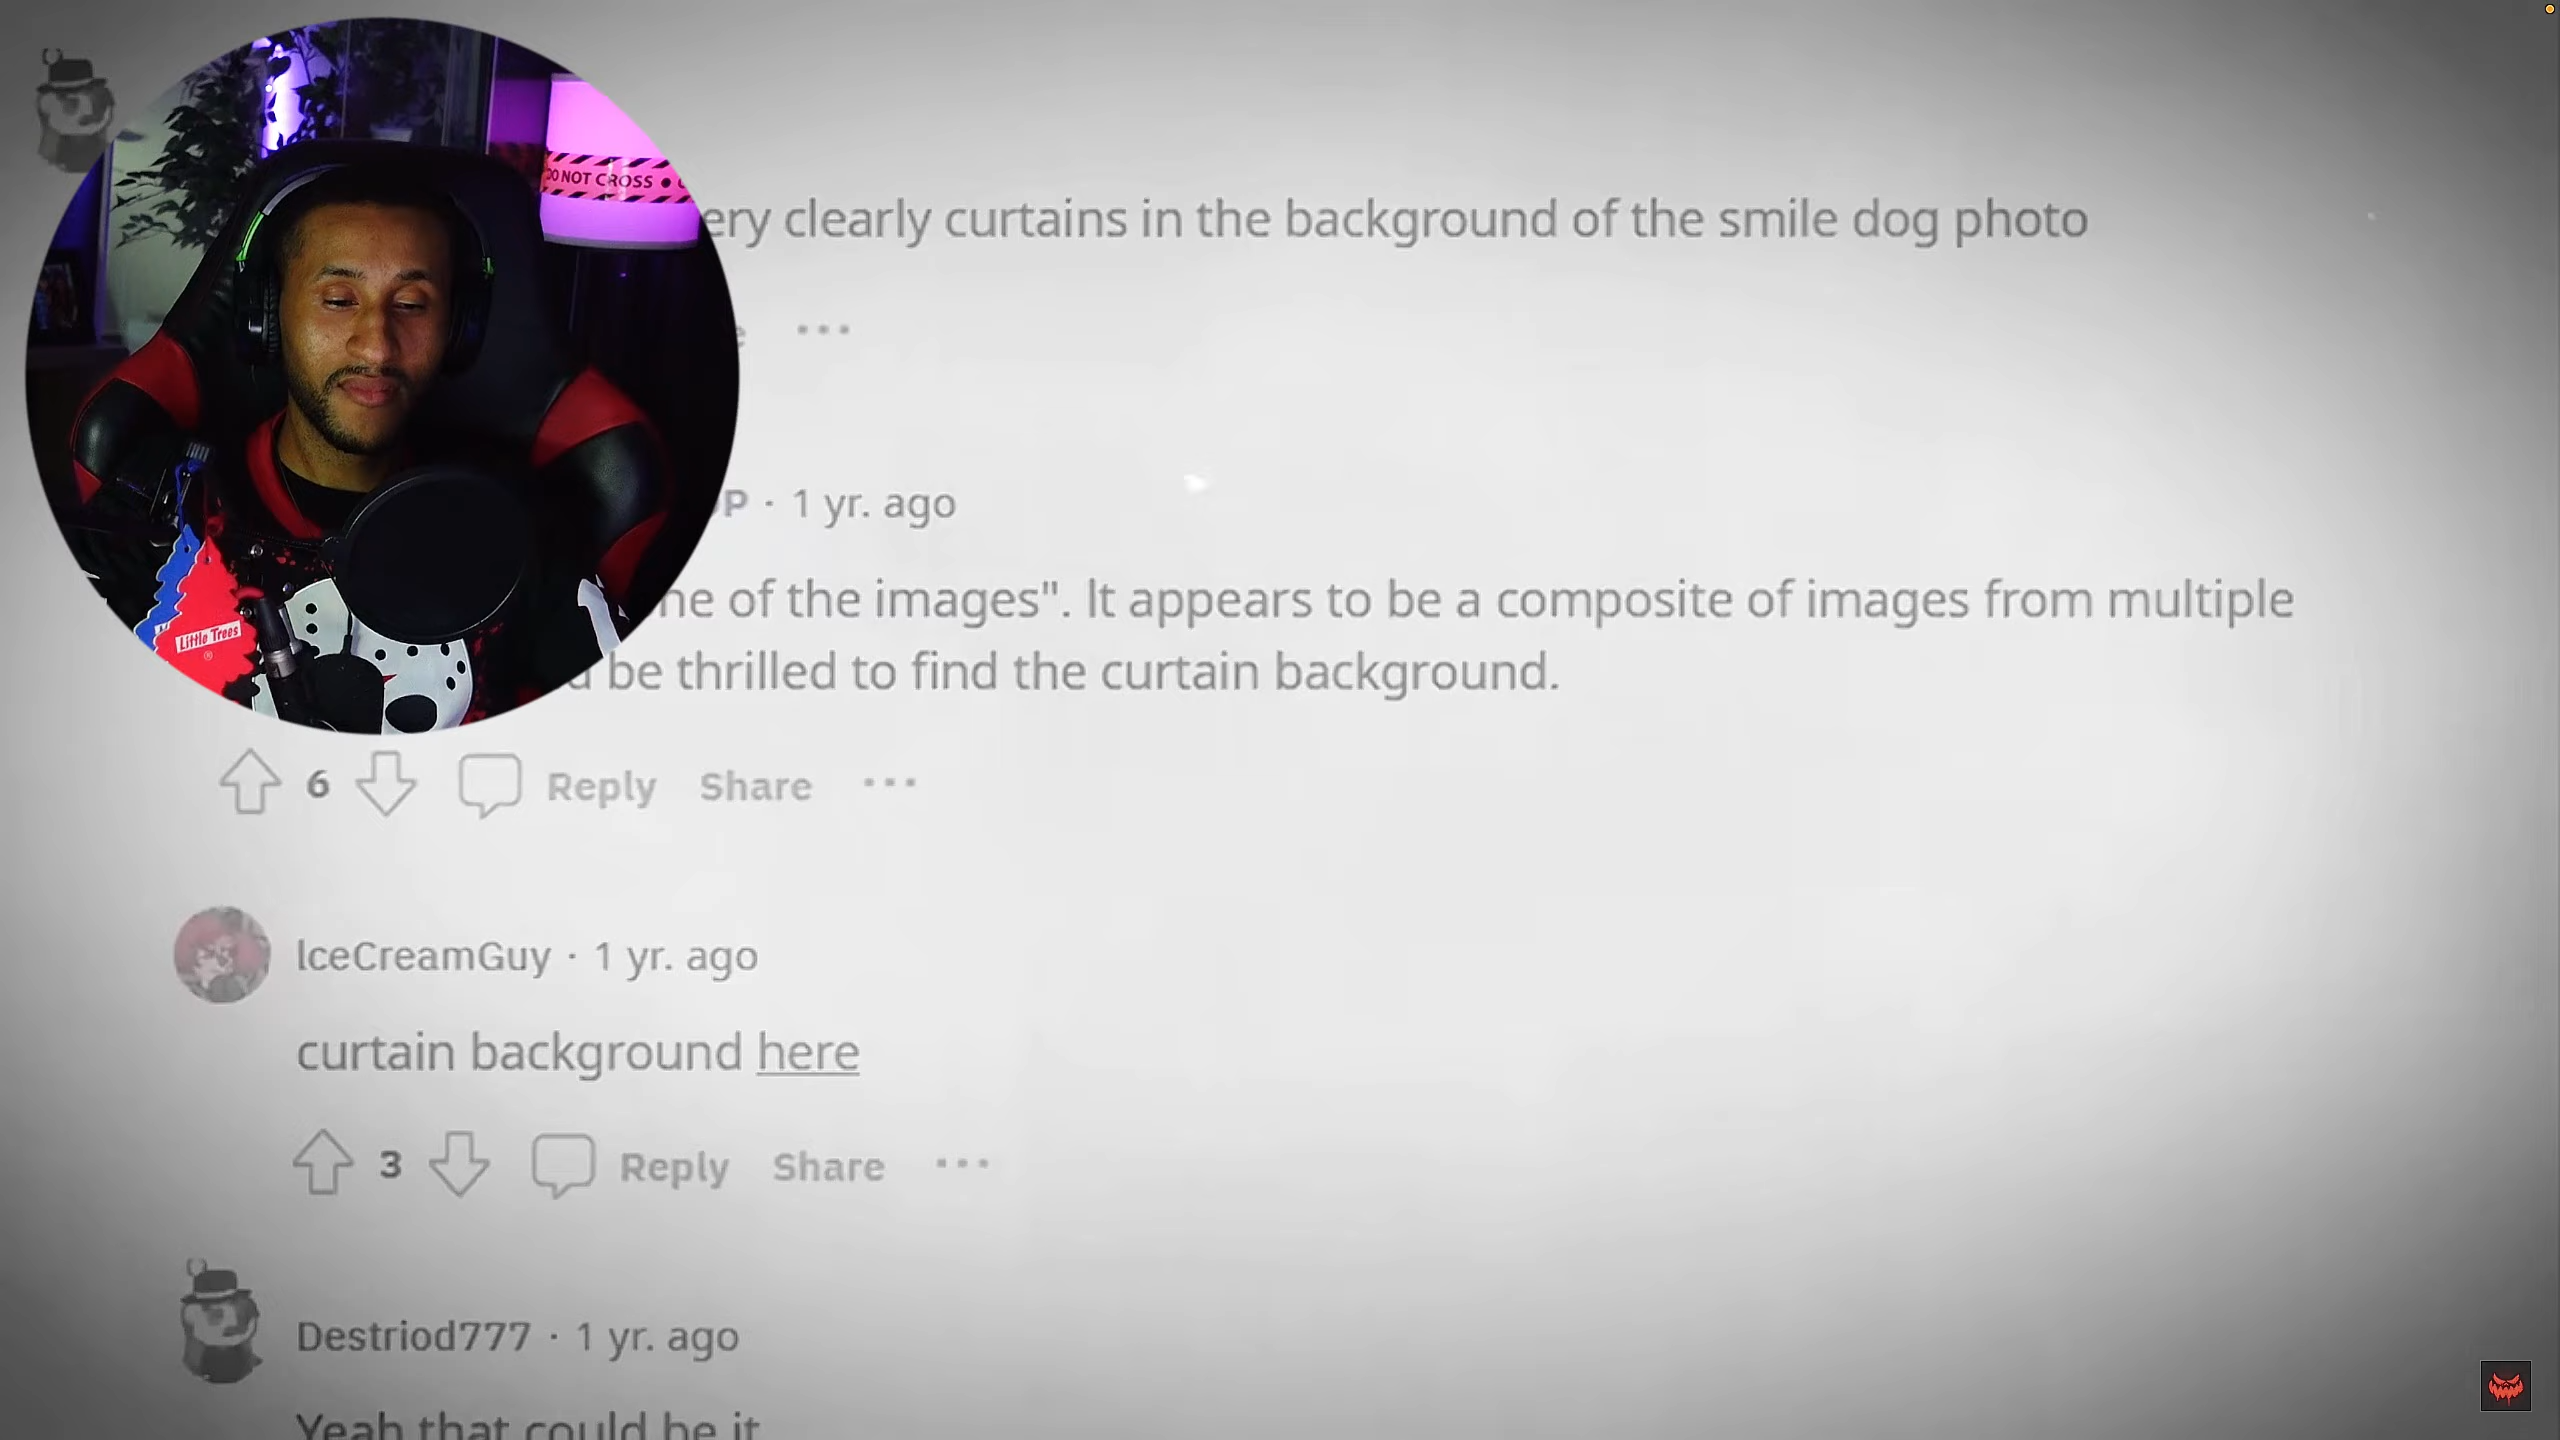 DO NOT CROSS
clearly curtains in the background of the smile dog photo
· 1 yr. ago
of the images". It appears to be a composite of images from multiple
be thrilled to find the curtain background.
Little Trees
6 Reply Share ...
IceCreamGuy · 1 yr. ago
curtain background here
3 Reply Share ...
Destriod777 · 1 yr. ago
Yeah that could be it